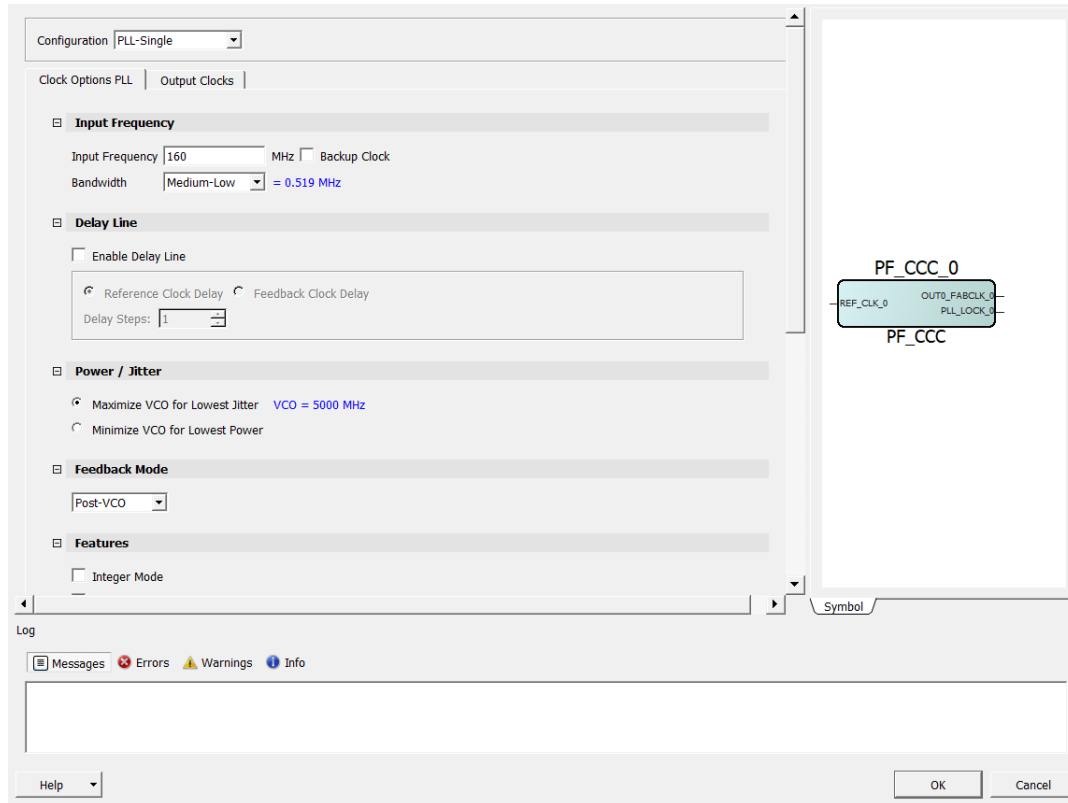 Configuration PLL-Single
Clock Options PLL Output Clocks
Input Frequency
Input Frequency 160 MHz Backup Clock
Bandwidth Medium-Low = 0.519 MHz
Delay Line
Enable Delay Line
Reference Clock Delay Feedback Clock Delay
Delay Steps: 1
Power / Jitter
Maximize VCO for Lowest Jitter VCO = 5000 MHz
Minimize VCO for Lowest Power
Feedback Mode
Post-VCO
Features
Integer Mode
PF_CCC_0
REF_CLK_0 OUT0_FABCLK_0
PLL_LOCK_0
PF_CCC
Symbol
Log
Messages Errors Warnings Info
Help OK Cancel